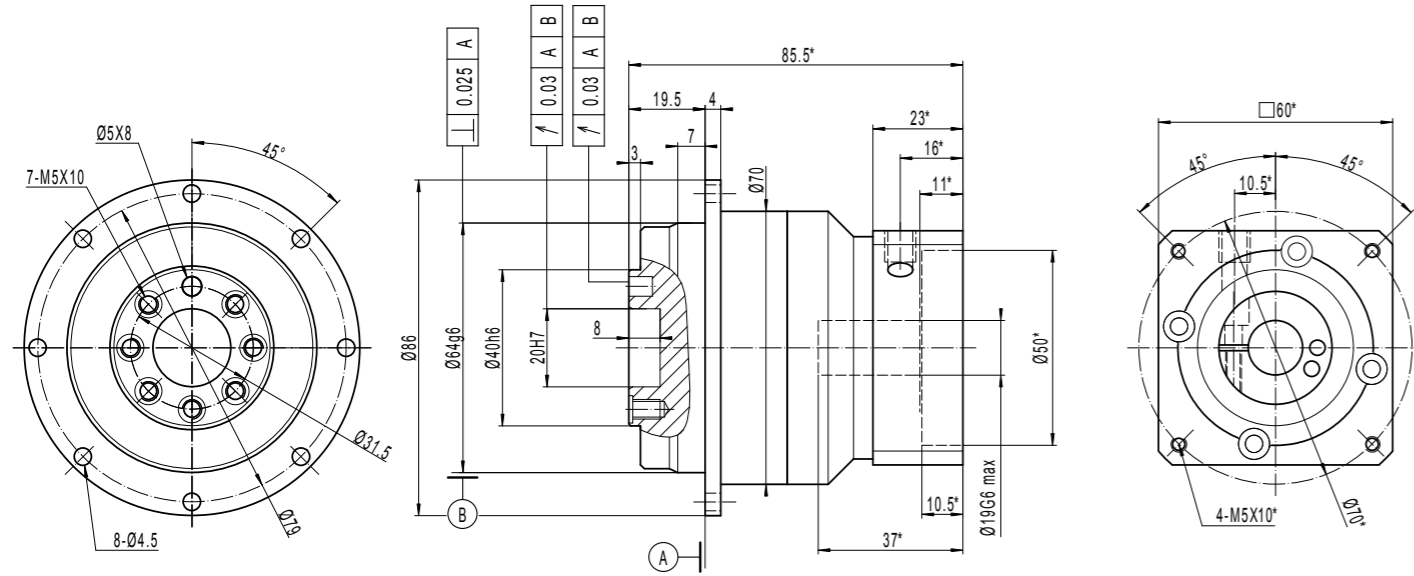 Ø5X8
7-M5X10
45°
Ø31.5
Ø79
8-Ø4.5
⊥ 0.025 A
↗ 0.03 A B
↗ 0.03 A B
85.5*
19.5
4
7
3
23*
16*
11*
Ø70
Ø86
Ø64g6
Ø40h6
20H7
8
Ø50*
Ø19G6 max
10.5*
37*
B
A
□60*
45°
45°
10.5*
4-M5X10*
Ø70*